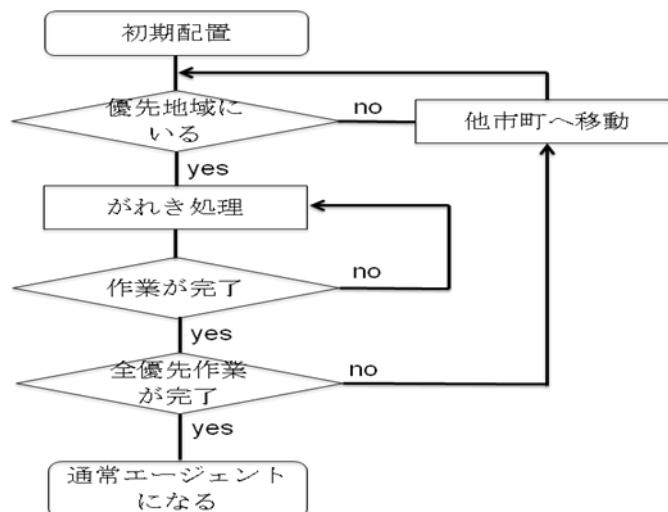 初期配置
優先地域に
いる
no
他市町へ移動
yes
がれき処理
作業が完了
no
yes
全優先作業
が完了
no
yes
通常エージェント
になる